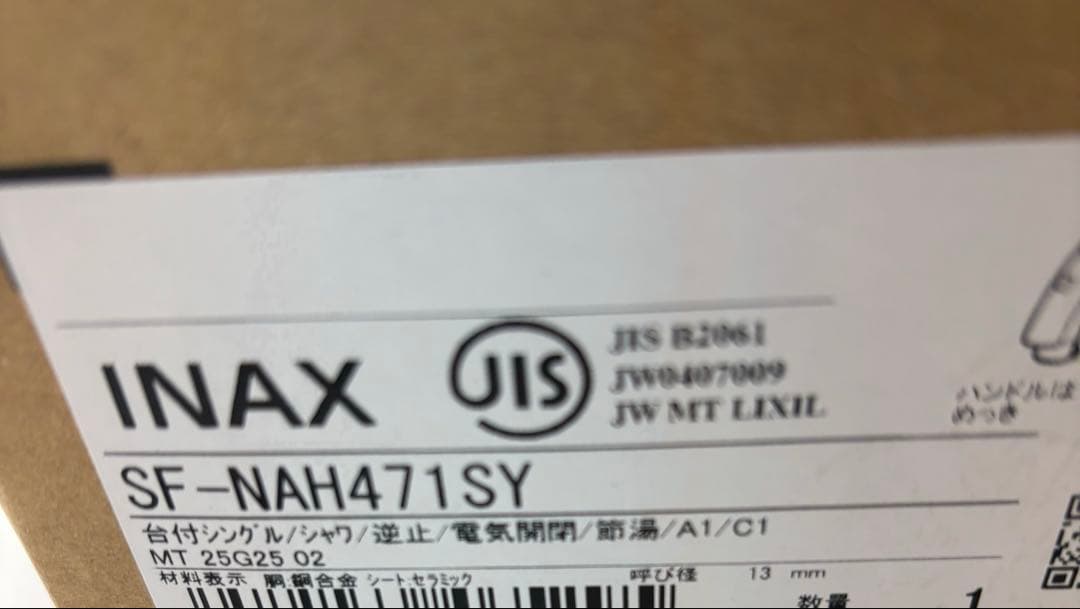 INAX
JIS
JIS B2061
JW0407009
JW MT LIXIL
ハンドルは
めっき
SF-NAH471SY
台付シングル/シャワ/逆止/電気開閉/節湯/A1/C1
MT 25G25 02
材料表示 胴:銅合金 シート:セラミック
呼び径 13 mm
数量 1